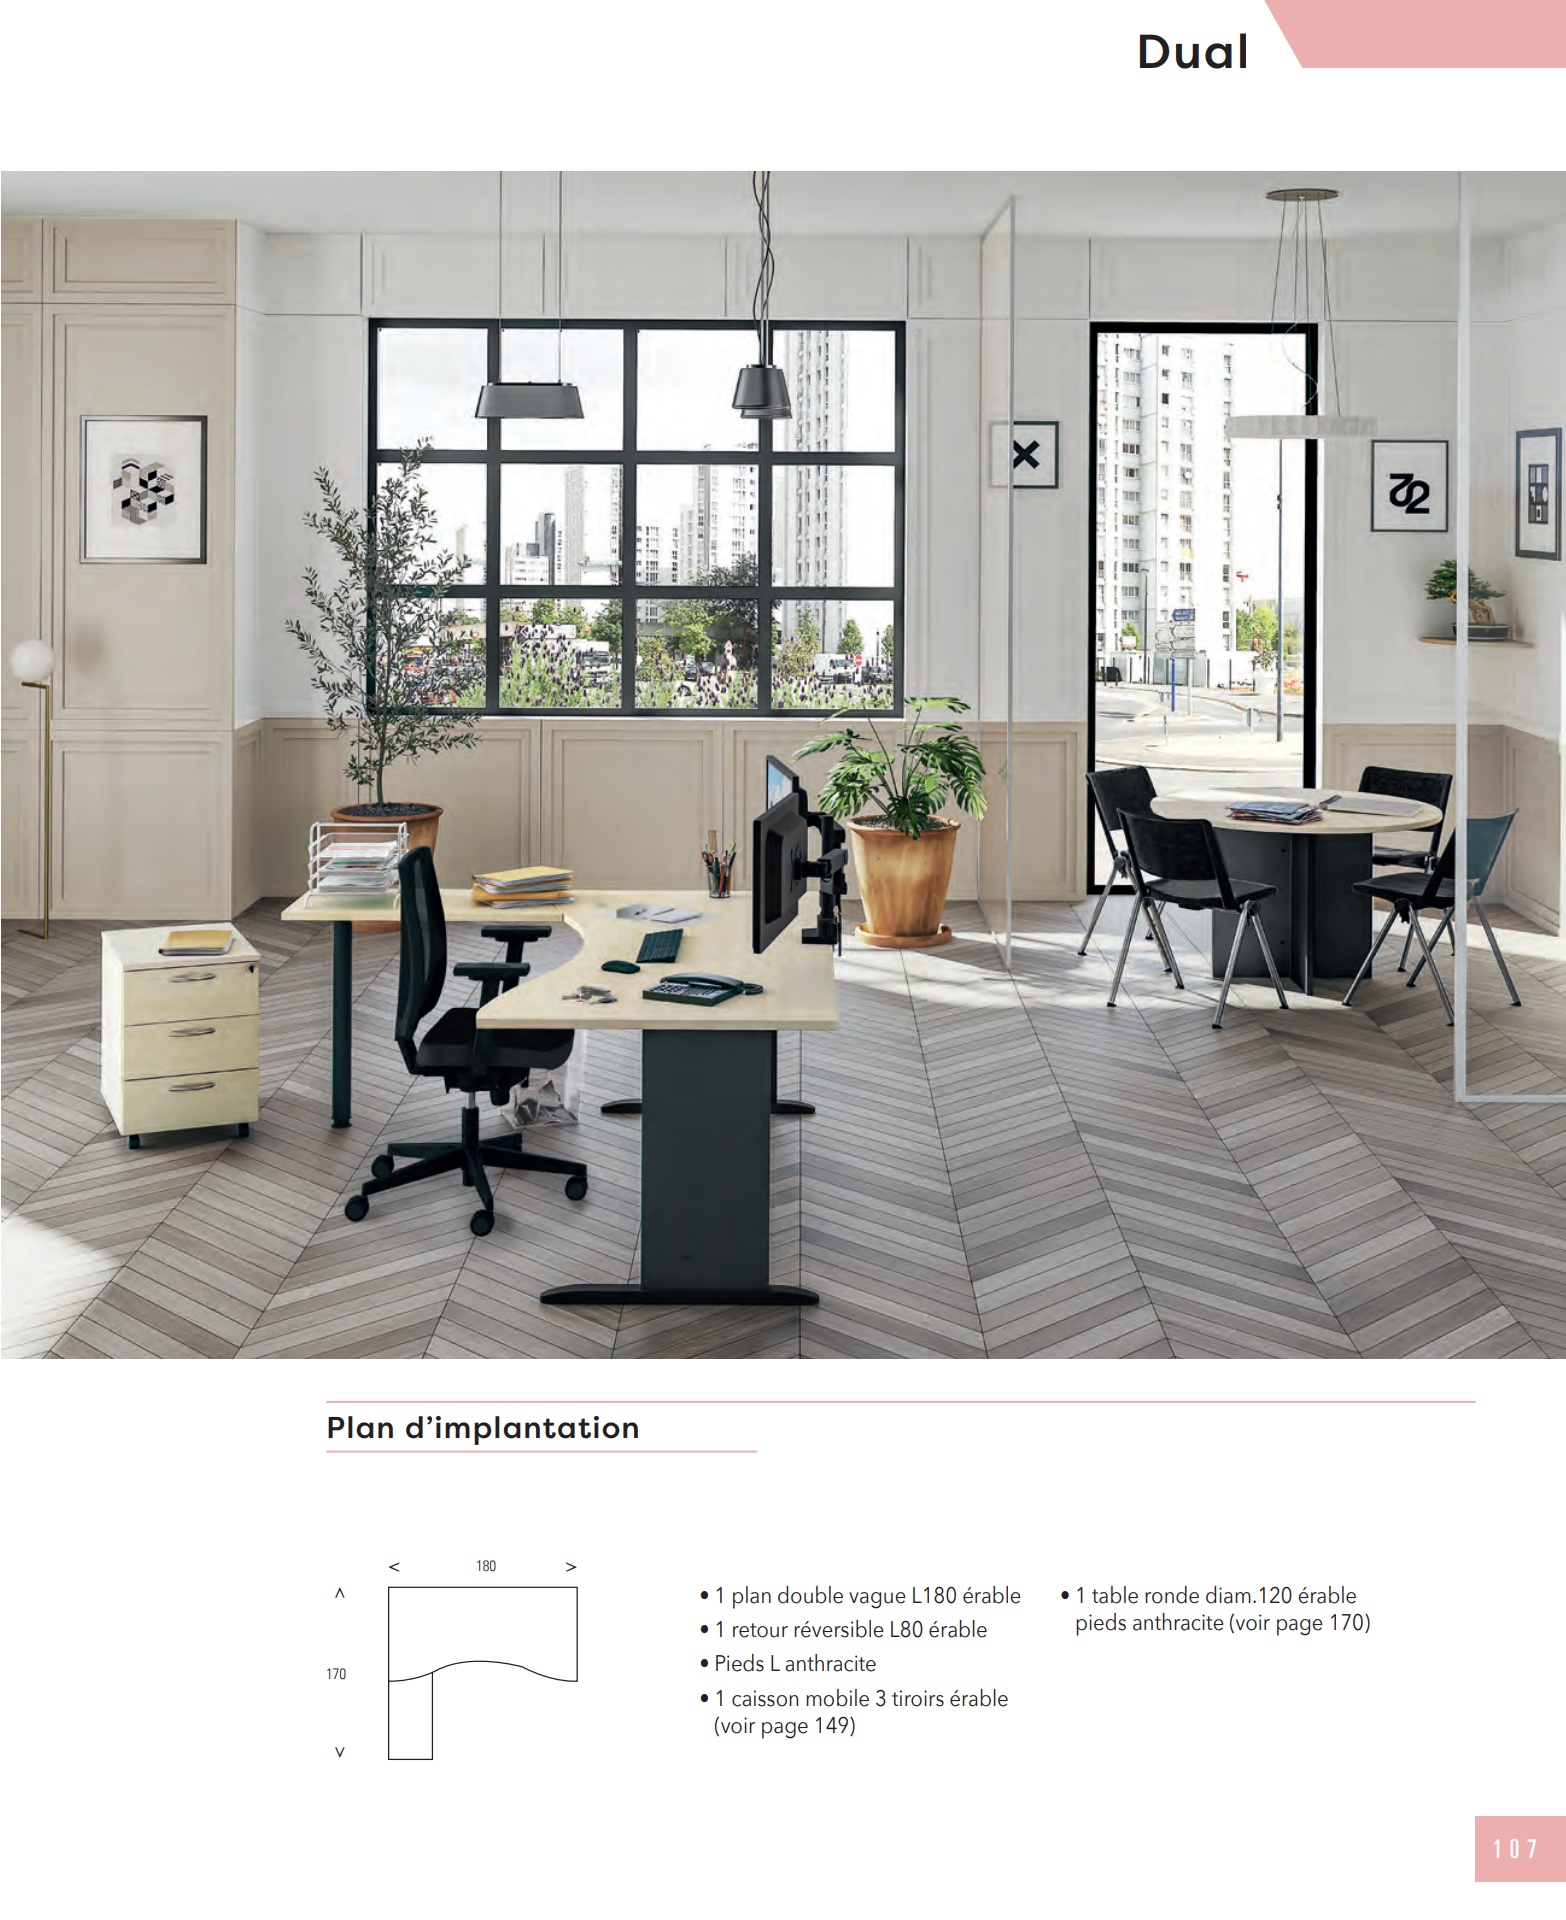 Dual
Plan d’implantation
< 180 >
<
170
>
• 1 plan double vague L180 érable
• 1 retour réversible L80 érable
• Pieds L anthracite
• 1 caisson mobile 3 tiroirs érable
(voir page 149)
• 1 table ronde diam.120 érable
pieds anthracite (voir page 170)
107